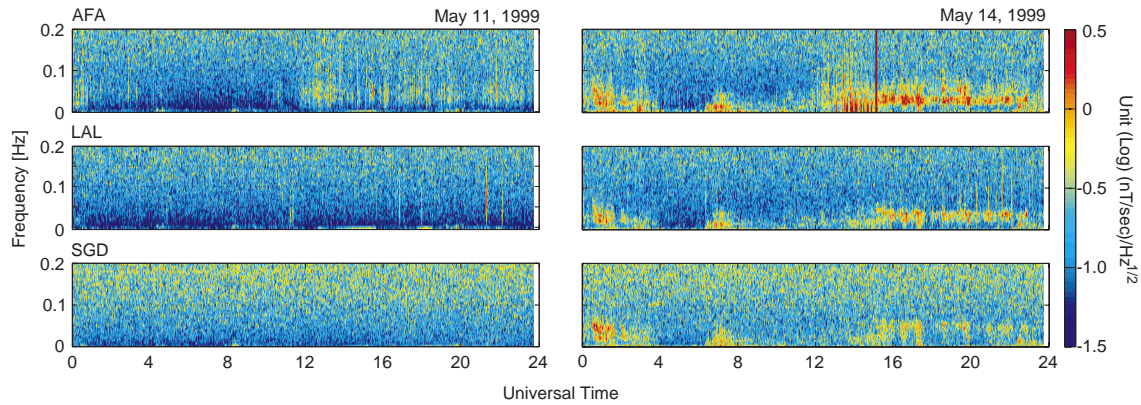 AFA May 11, 1999 May 14, 1999
0.2 0.5
0.1
0 0
LAL
0.2
0.1 -0.5
0
SGD
0.2 -1.0
0.1
0 -1.5
0 4 8 12 16 20 24 0 4 8 12 16 20 24
Universal Time
Frequency [Hz]
Unit (Log) (nT/sec)/Hz1/2